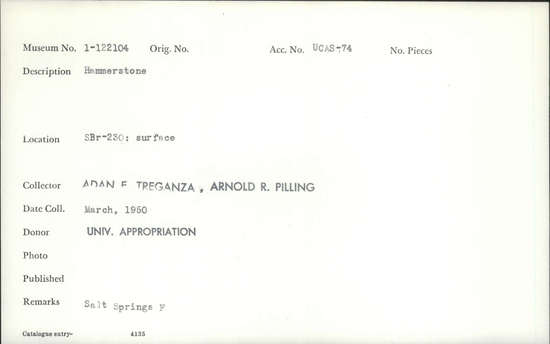 Museum No. 1-122104 Orig. No. Acc. No. UCAS-74 No. Pieces
Description Hammerstone
Location SBr-230: surface
Collector ADAN E. TREGANZA, ARNOLD R. PILLING
Date Coll. March, 1950
Donor UNIV. APPROPRIATION
Photo
Published
Remarks Salt Springs F
Catalogue entry- 4135